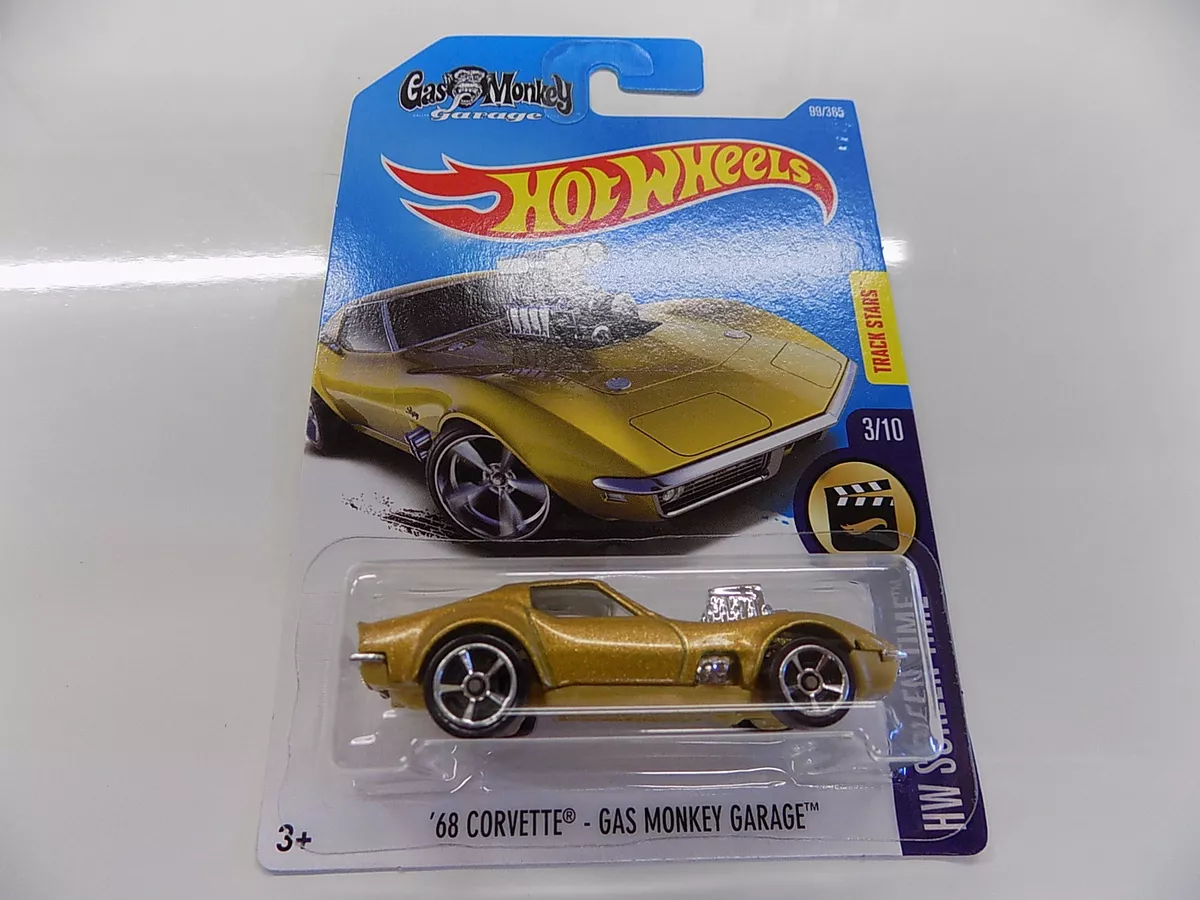 Gas Monkey
Garage
99/365
HOT WHEELS
TRACK STARS
3/10
HW SCREEN TIME™
'68 CORVETTE® - GAS MONKEY GARAGE™
3+